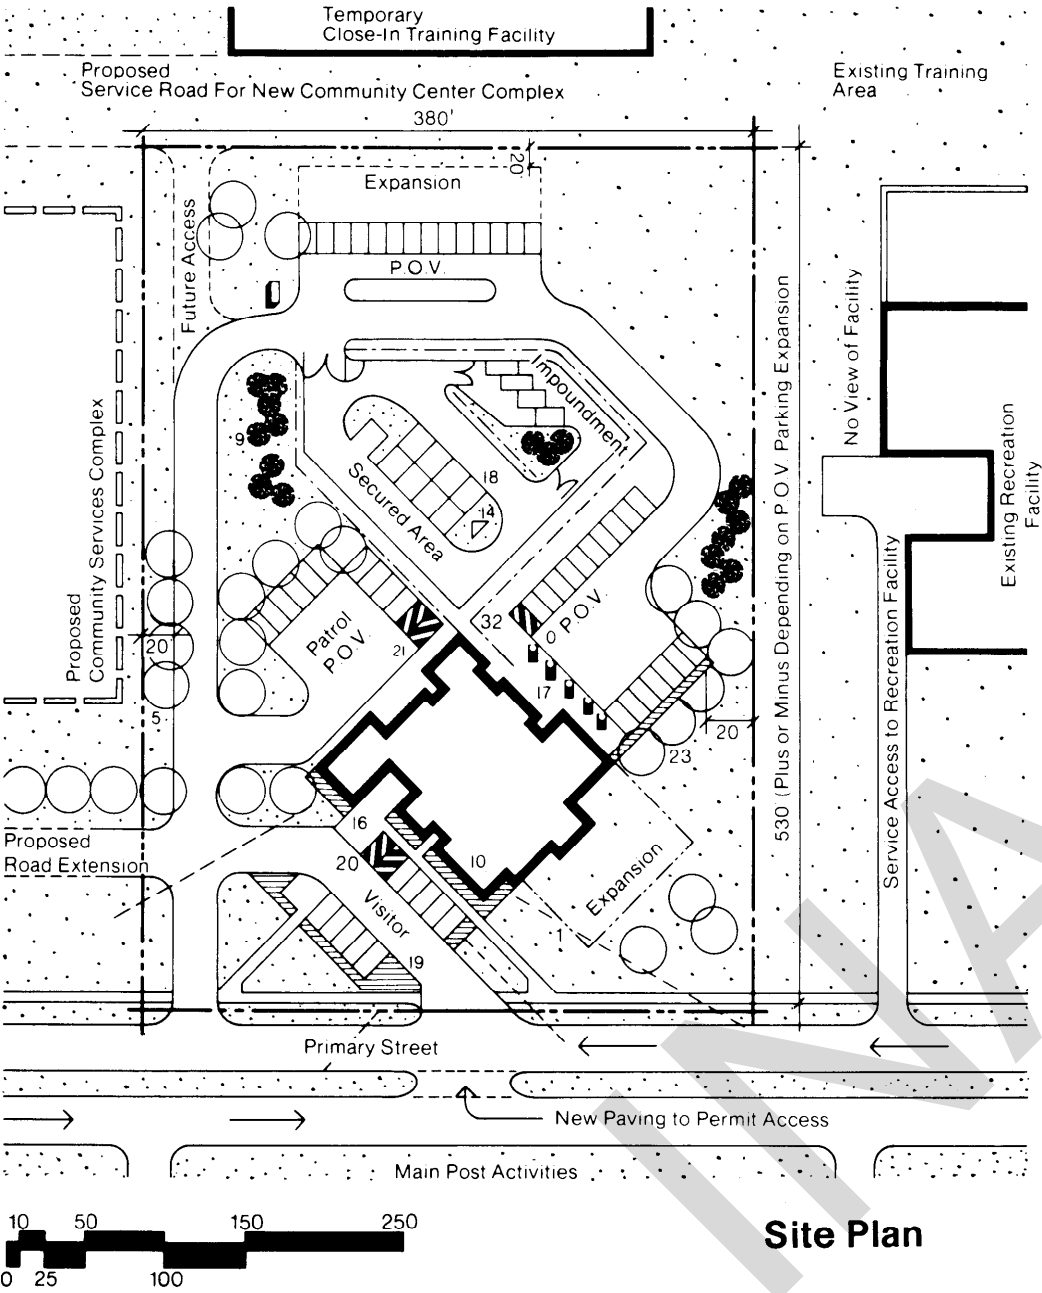 Temporary
Close-In Training Facility
Proposed
Service Road For New Community Center Complex
Existing Training
Area
380'
20
Expansion
P.O.V.
Future Access
No View of Facility
530 (Plus or Minus Depending on P.O.V. Parking Expansion
Impoundment
9
Secured Area
18
14
Proposed
Community Services Complex
Existing Recreation
Facility
Service Access to Recreation Facility
32
0
P.O.V.
Patrol
P.O.V.
21
20
17
5
20
23
16
Proposed
Road Extension
20
10
Visitor
Expansion
1
19
Primary Street
New Paving to Permit Access
Main Post Activities
10 50 150 250
0 25 100
Site Plan
INA